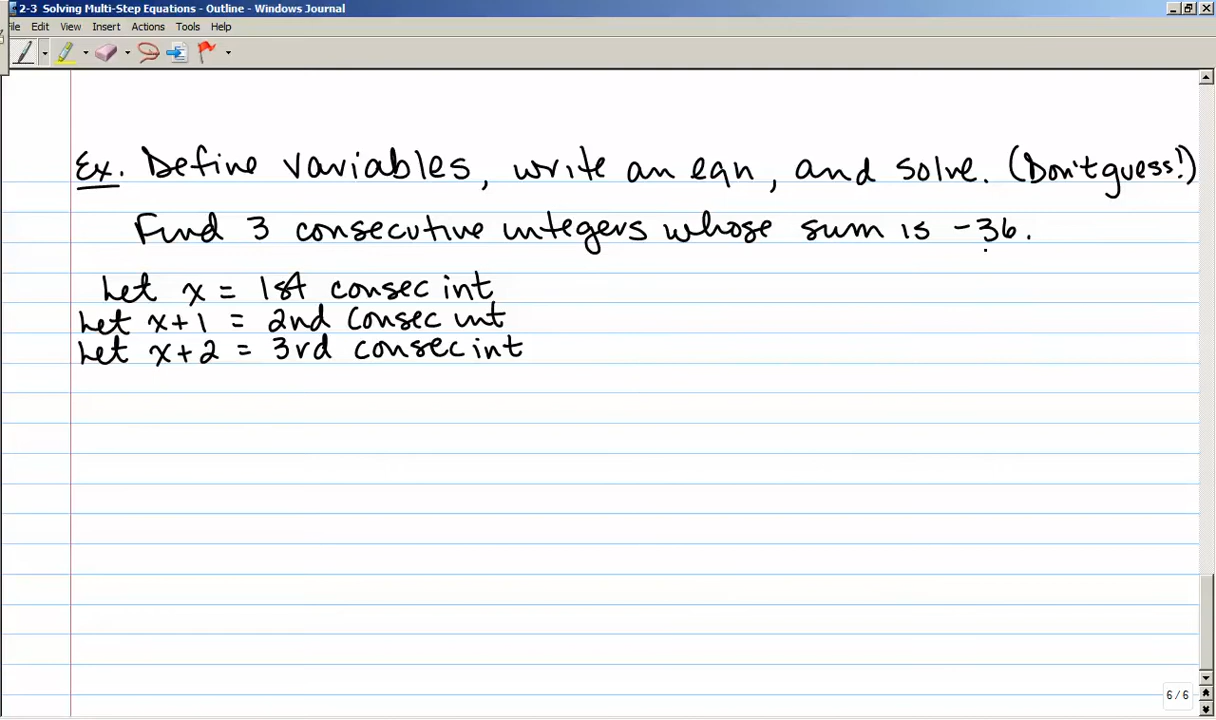 2-3 Solving Multi-Step Equations - Outline - Windows Journal
File Edit View Insert Actions Tools Help
Ex. Define variables, write an eqn, and solve. (Don't guess!)
Find 3 consecutive integers whose sum is -36.
Let x = 1st consec int
Let x+1 = 2nd consec int
Let x+2 = 3rd consec int
6/6